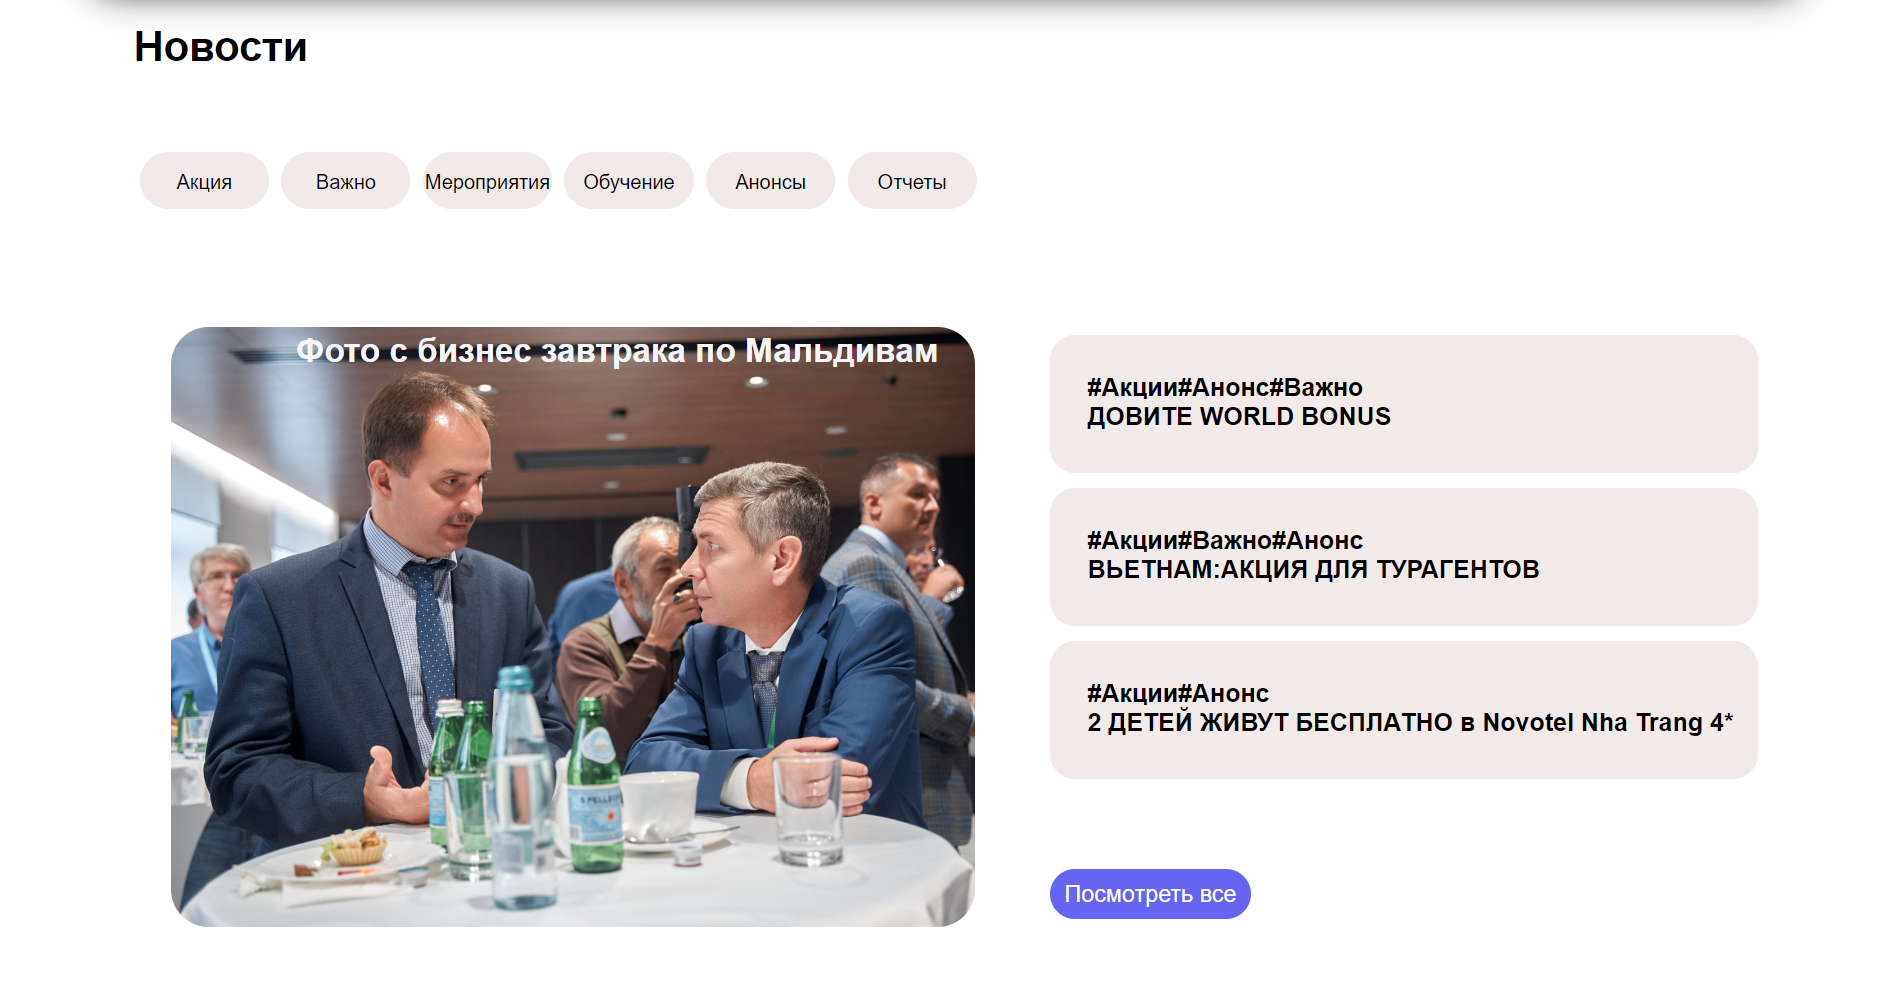 Новости
Акция
Важно
Мероприятия
Обучение
Анонсы
Отчеты
Фото с бизнес завтрака по Мальдивам
#Акции#Анонс#Важно
ДОВИТЕ WORLD BONUS
#Акции#Важно#Анонс
ВЬЕТНАМ:АКЦИЯ ДЛЯ ТУРАГЕНТОВ
#Акции#Анонс
2 ДЕТЕЙ ЖИВУТ БЕСПЛАТНО в Novotel Nha Trang 4*
Посмотреть все